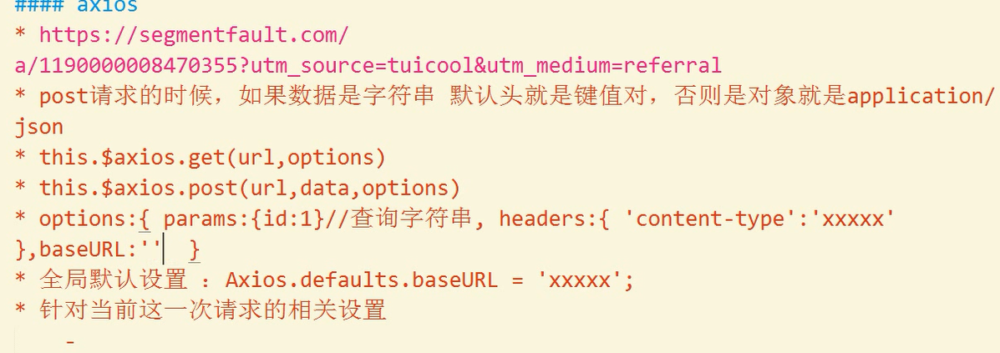 #### axios
* https://segmentfault.com/
a/1190000008470355?utm_source=tuicool&utm_medium=referral
* post请求的时候，如果数据是字符串 默认头就是键值对，否则是对象就是application/
json
* this.$axios.get(url,options)
* this.$axios.post(url,data,options)
* options:{ params:{id:1}//查询字符串, headers:{ 'content-type':'xxxxx'
},baseURL:''  }
* 全局默认设置 ：Axios.defaults.baseURL = 'xxxxx';
* 针对当前这一次请求的相关设置
-